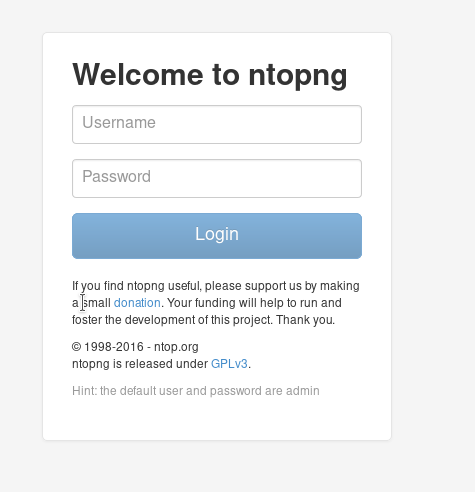 Welcome to ntopng
Username
Password
Login
If you find ntopng useful, please support us by making
a small donation. Your funding will help to run and
foster the development of this project. Thank you.
© 1998-2016 - ntop.org
ntopng is released under GPLv3.
Hint: the default user and password are admin